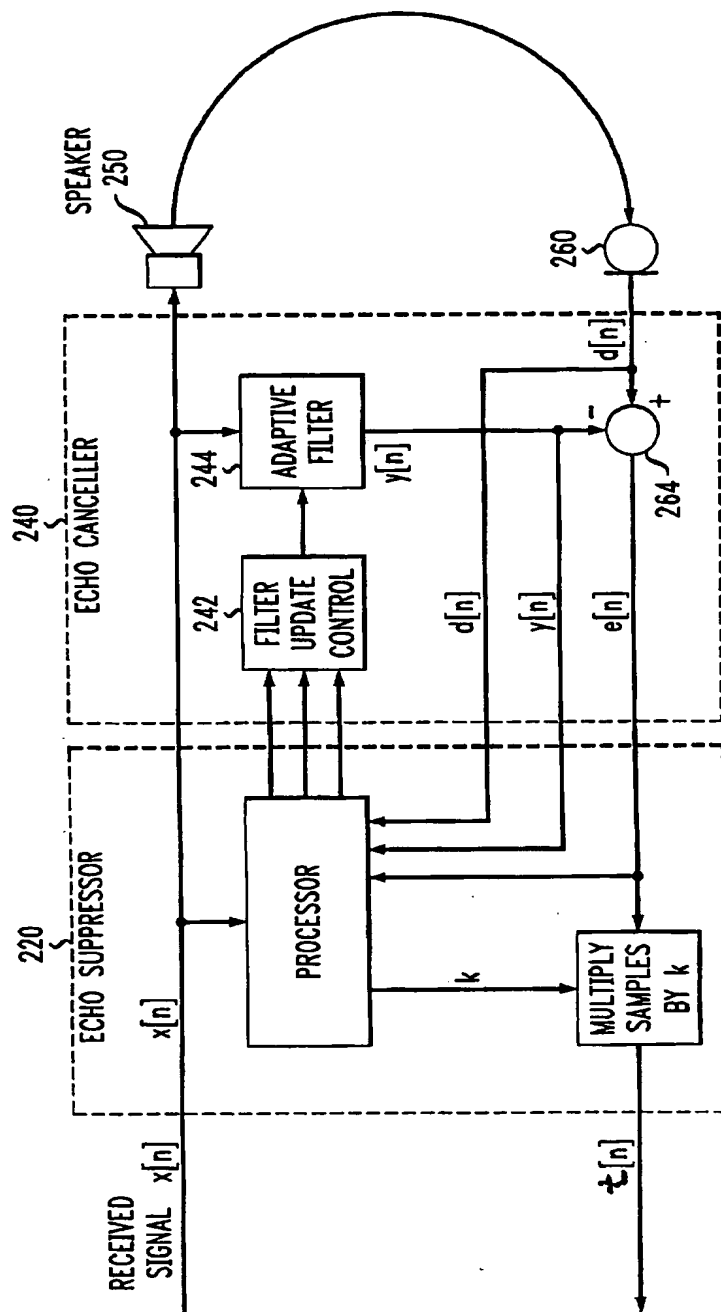 RECEIVED
SIGNAL
x[n]
x[n]
220
ECHO SUPPRESSOR
240
ECHO CANCELLER
SPEAKER
250
PROCESSOR
242
FILTER
UPDATE
CONTROL
244
ADAPTIVE
FILTER
y[n]
d[n]
y[n]
d[n]
260
-
+
264
e[n]
k
MULTIPLY
SAMPLES
BY k
t[n]